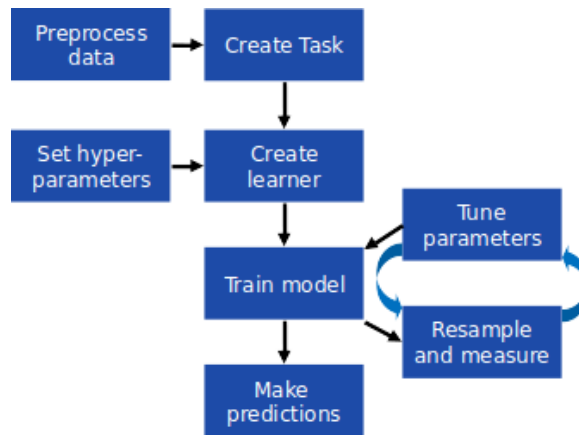 Preprocess
data
Create Task
Set hyper-
parameters
Create
learner
Tune
parameters
Train model
Resample
and measure
Make
predictions